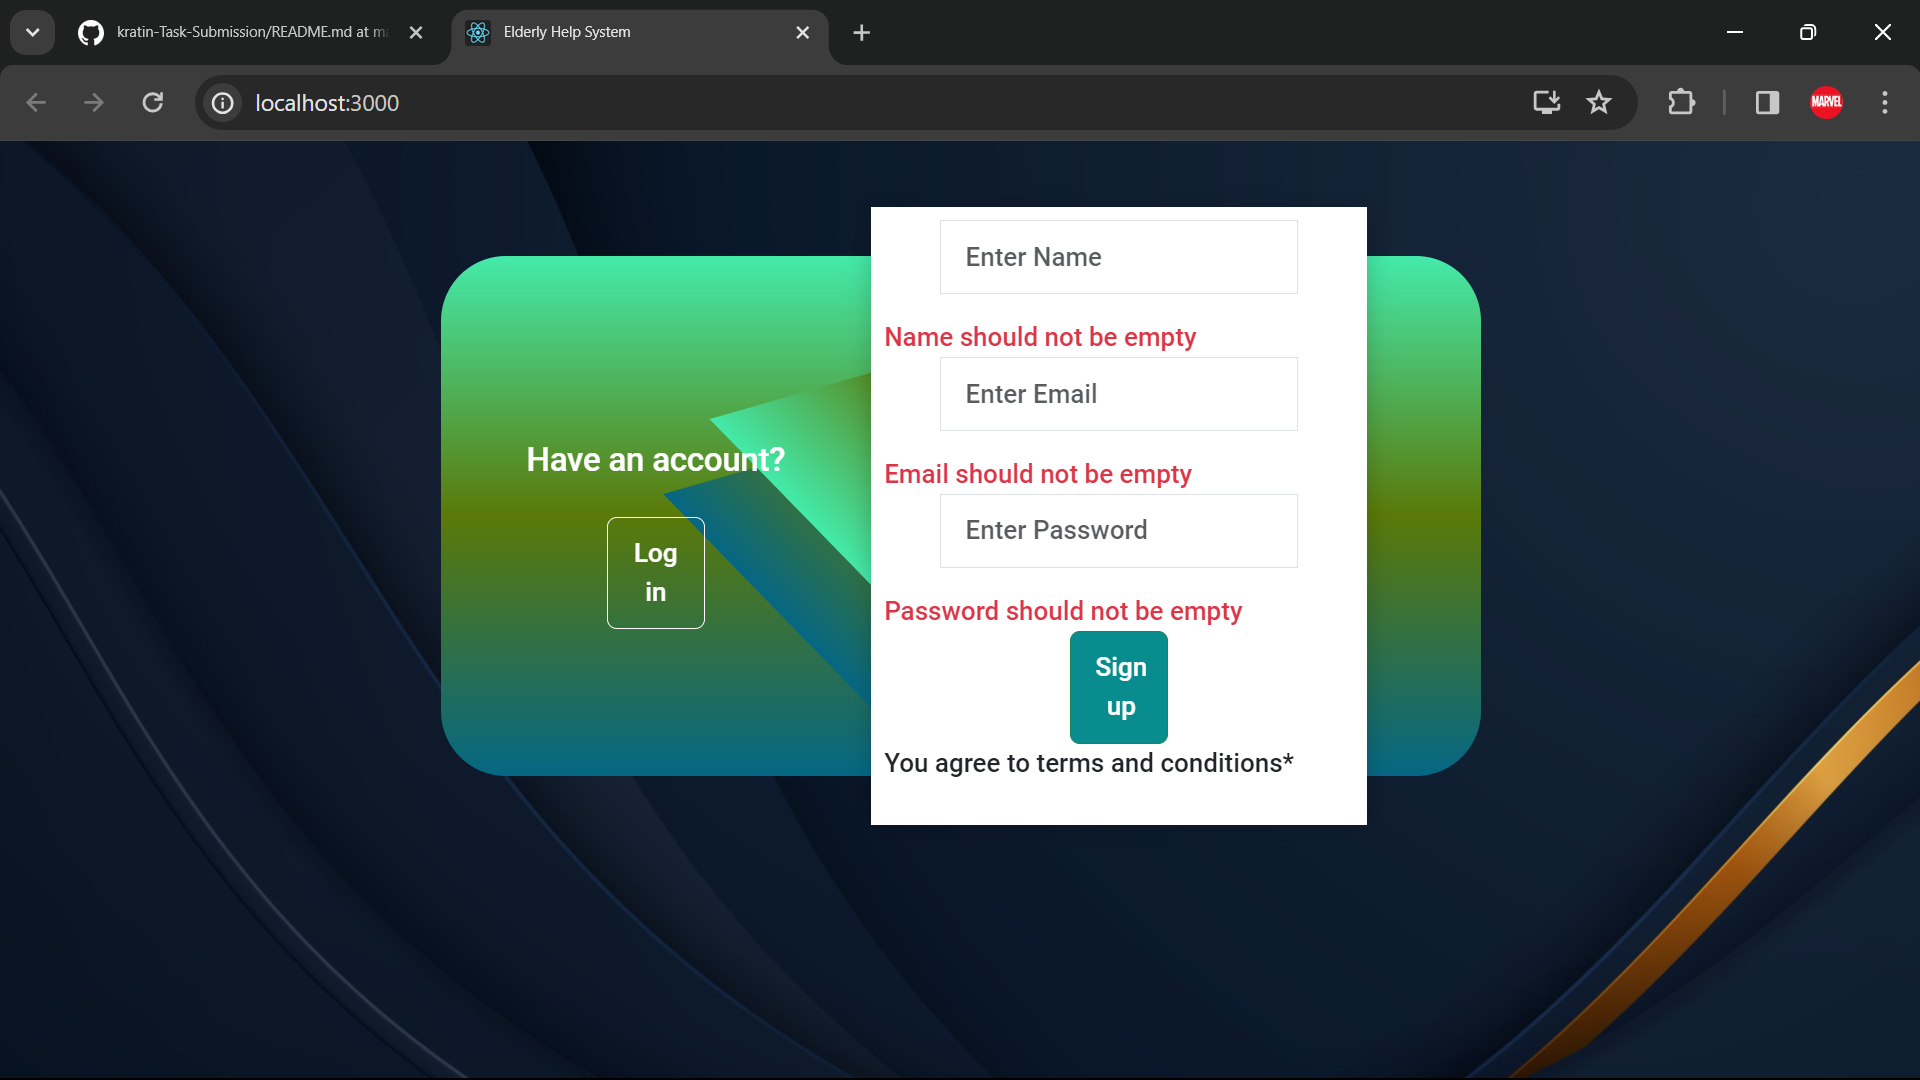 kratin-Task-Submission/README.md at ma
Elderly Help System
localhost:3000
MARVEL
Enter Name
Name should not be empty
Enter Email
Email should not be empty
Have an account?
Log
in
Enter Password
Password should not be empty
Sign
up
You agree to terms and conditions*